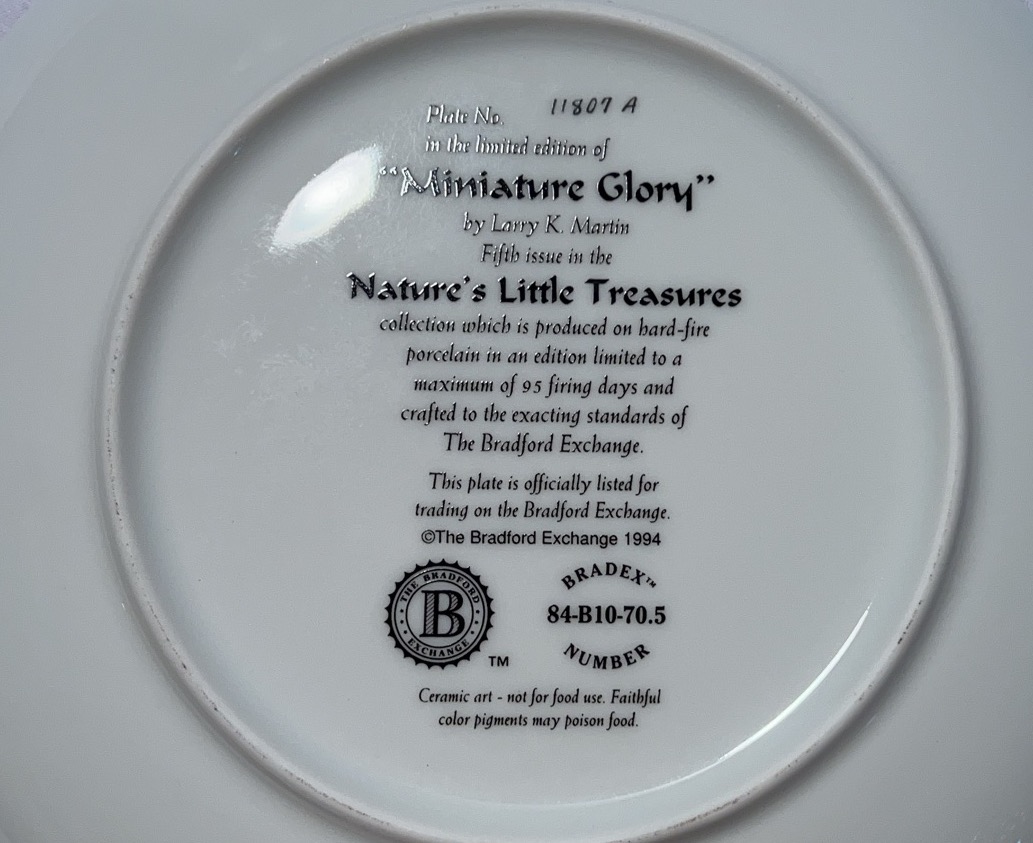 Plate No. 11807 A
in the limited edition of
“Miniature Glory”
by Larry K. Martin
Fifth issue in the
Nature's Little Treasures
collection which is produced on hard-fire
porcelain in an edition limited to a
maximum of 95 firing days and
crafted to the exacting standards of
The Bradford Exchange.
This plate is officially listed for
trading on the Bradford Exchange.
©The Bradford Exchange 1994
THE BRADFORD
B
EXCHANGE
TM
BRADEX™
84-B10-70.5
NUMBER
Ceramic art - not for food use. Faithful
color pigments may poison food.